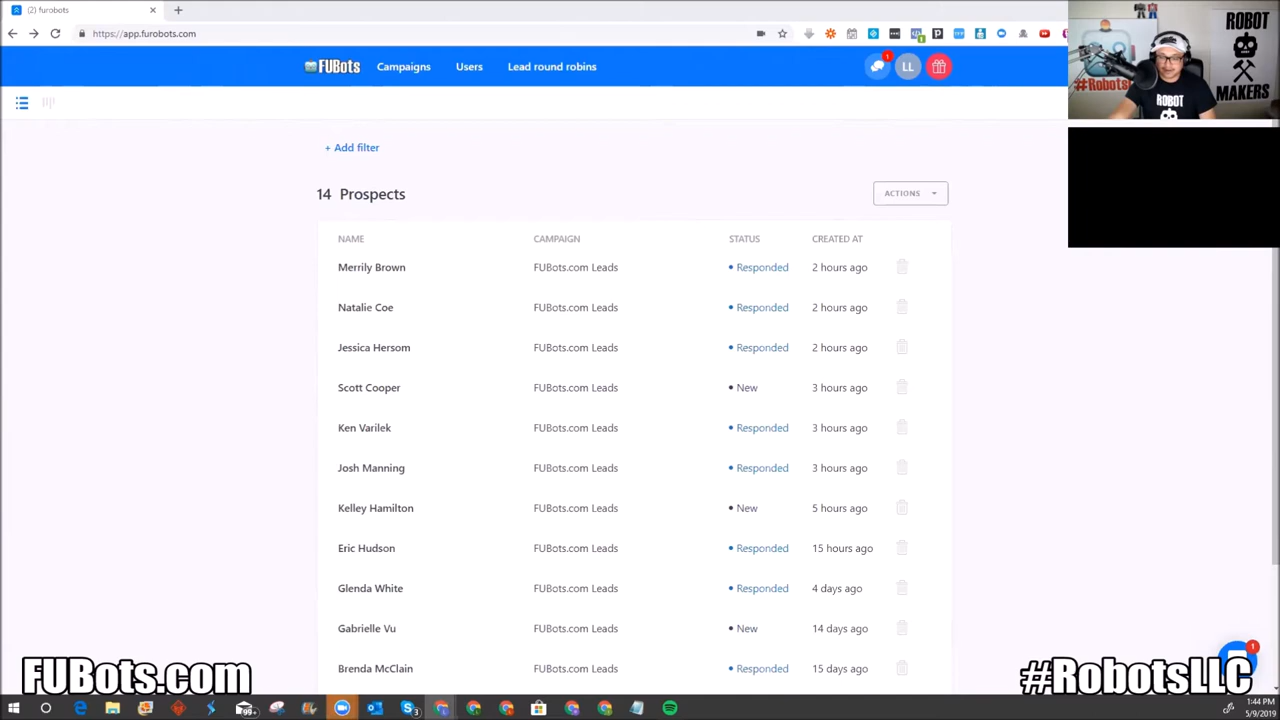 (2) furobots
https://app.furobots.com
FUBots Campaigns Users Lead round robins 1 LL
+ Add filter
14 Prospects ACTIONS
NAME CAMPAIGN STATUS CREATED AT
Merrily Brown FUBots.com Leads Responded 2 hours ago
Natalie Coe FUBots.com Leads Responded 2 hours ago
Jessica Hersom FUBots.com Leads Responded 2 hours ago
Scott Cooper FUBots.com Leads New 3 hours ago
Ken Varilek FUBots.com Leads Responded 3 hours ago
Josh Manning FUBots.com Leads Responded 3 hours ago
Kelley Hamilton FUBots.com Leads New 5 hours ago
Eric Hudson FUBots.com Leads Responded 15 hours ago
Glenda White FUBots.com Leads Responded 4 days ago
Gabrielle Vu FUBots.com Leads New 14 days ago
Brenda McClain FUBots.com Leads Responded 15 days ago
1
FUBots.com #RobotsLLC
99+ 3 1:44 PM
5/9/2019
ROBOT
MAKERS
#Robots
ROBOT